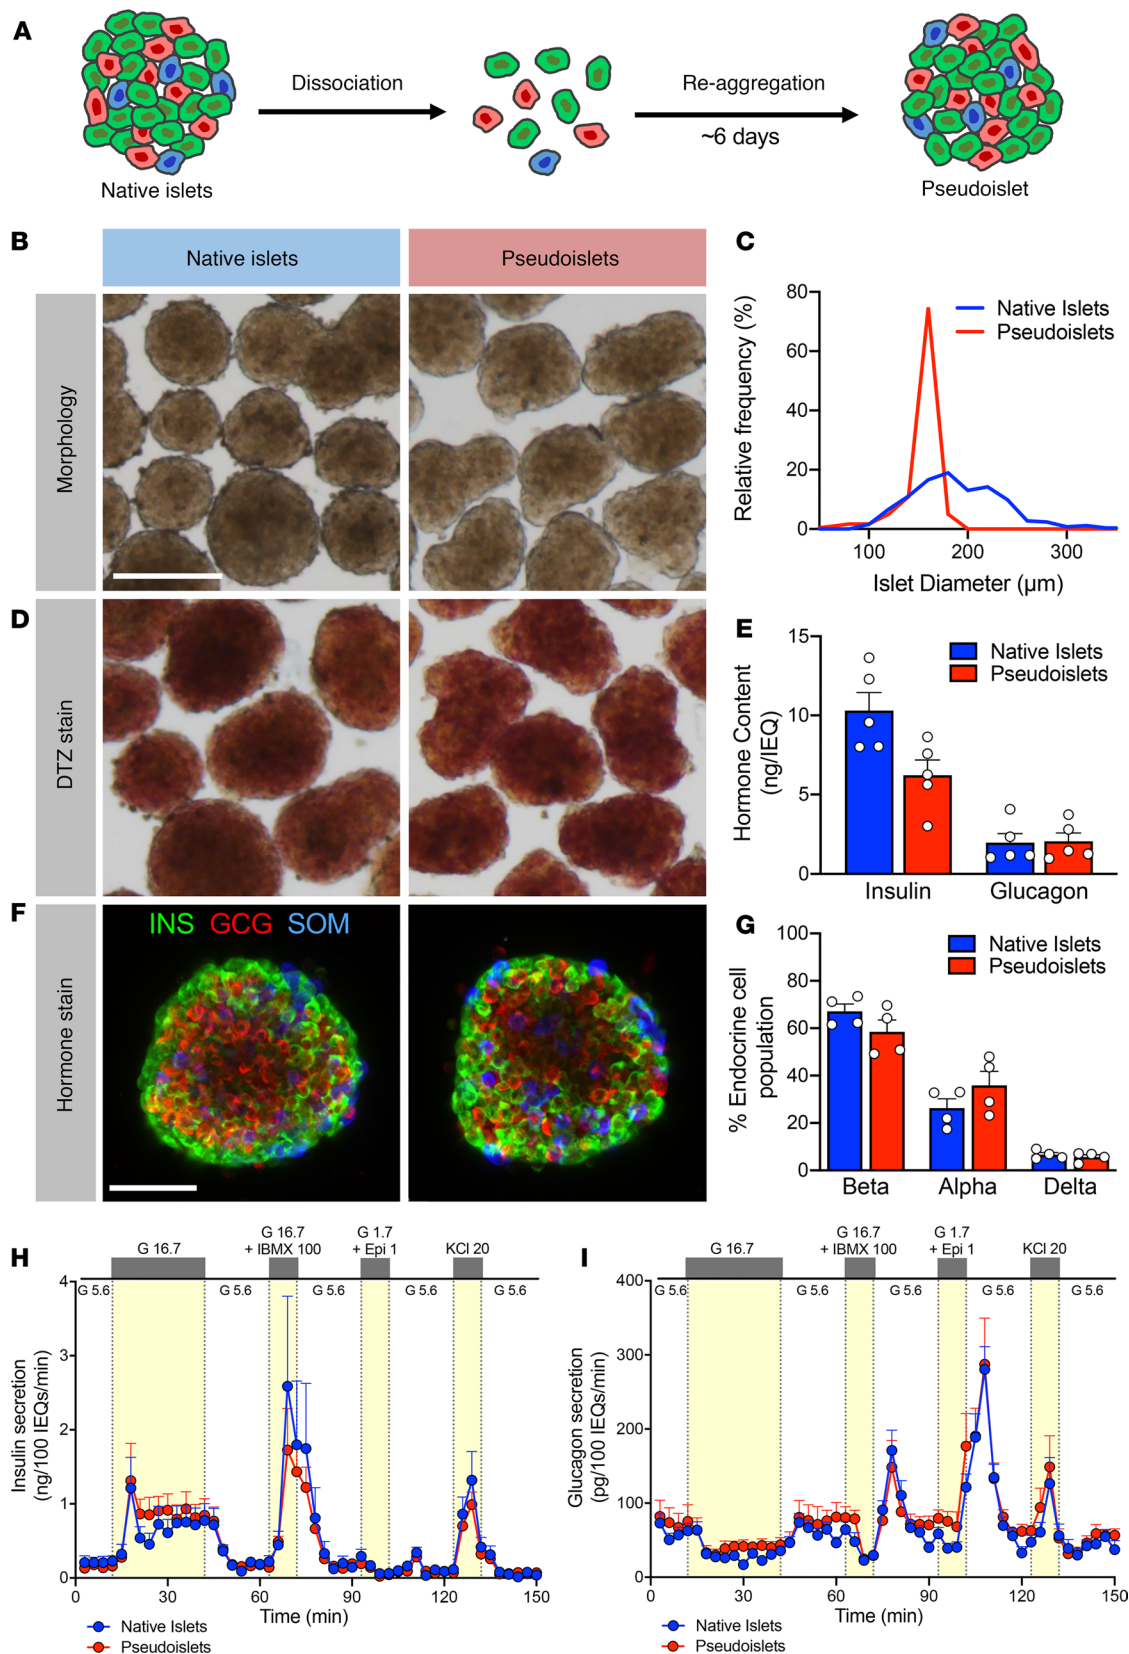 A
Dissociation
Re-aggregation
~6 days
Native islets
Pseudoislet
B
Native islets
Pseudoislets
Morphology
C
80
60
40
20
0
Relative frequency (%)
Native Islets
Pseudoislets
100
200
300
Islet Diameter (µm)
D
DTZ stain
E
15
10
5
0
Hormone Content
(ng/IEQ)
Native Islets
Pseudoislets
Insulin
Glucagon
F
Hormone stain
INS GCG SOM
G
100
80
60
40
20
0
% Endocrine cell
population
Native Islets
Pseudoislets
Beta
Alpha
Delta
H
G 16.7
G 16.7
+ IBMX 100
G 1.7
+ Epi 1
KCl 20
G 5.6
G 5.6
G 5.6
G 5.6
G 5.6
4
3
2
1
0
Insulin secretion
(ng/100 IEQs/min)
0
30
60
90
120
150
Time (min)
Native Islets
Pseudoislets
I
G 16.7
G 16.7
+ IBMX 100
G 1.7
+ Epi 1
KCl 20
G 5.6
G 5.6
G 5.6
G 5.6
G 5.6
400
300
200
100
0
Glucagon secretion
(pg/100 IEQs/min)
0
30
60
90
120
150
Time (min)
Native Islets
Pseudoislets